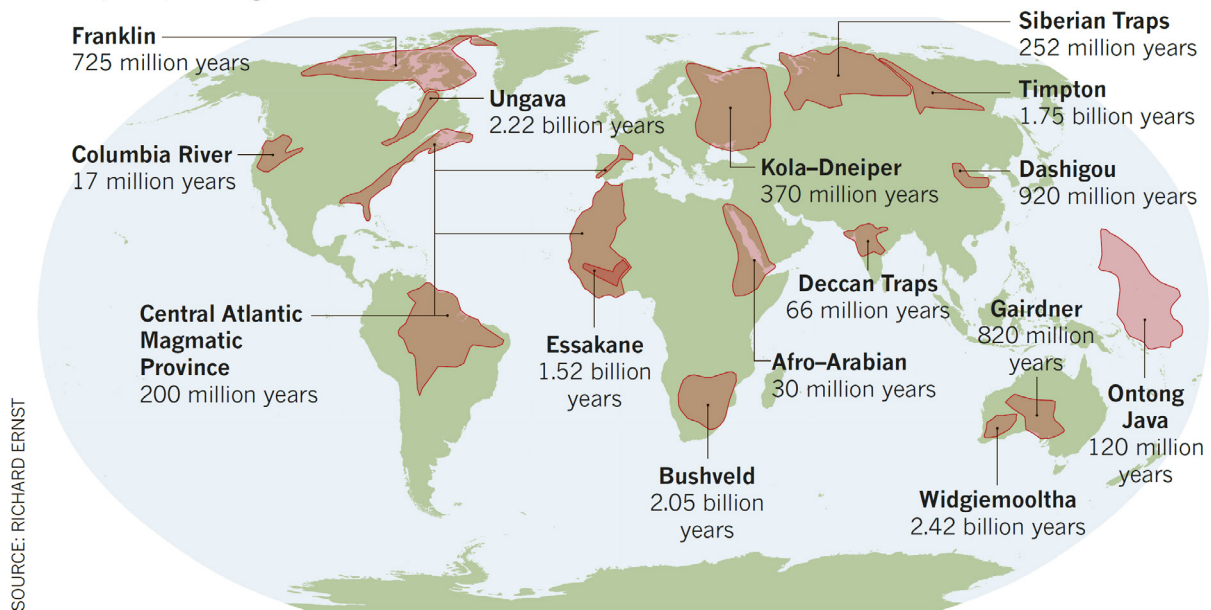 Franklin
725 million years
Siberian Traps
252 million years
Ungava
2.22 billion years
Timpton
1.75 billion years
Columbia River
17 million years
Kola–Dneiper
370 million years
Dashigou
920 million years
Deccan Traps
66 million years
Gairdner
820 million
years
Central Atlantic
Magmatic
Province
200 million years
Essakane
1.52 billion
years
Afro–Arabian
30 million years
Ontong
Java
120 million
years
Bushveld
2.05 billion
years
Widgiemooltha
2.42 billion years
SOURCE: RICHARD ERNST